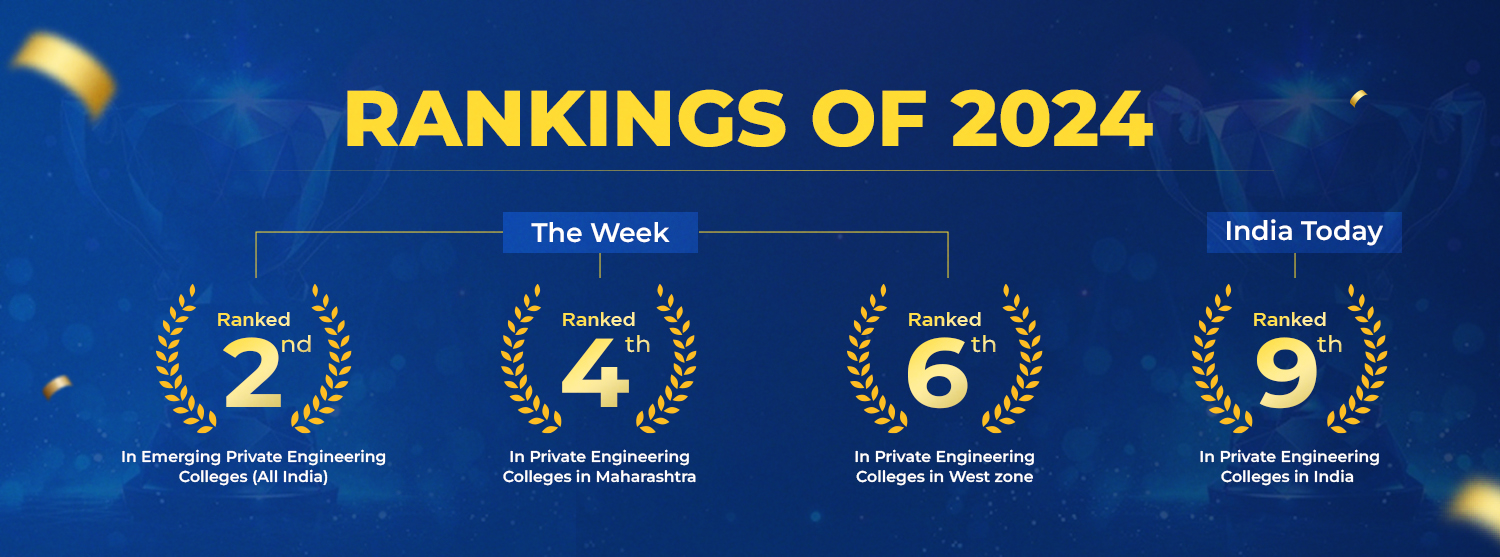 RANKINGS OF 2024
The Week
India Today
Ranked
2nd
In Emerging Private Engineering
Colleges (All India)
Ranked
4th
In Private Engineering
Colleges in Maharashtra
Ranked
6th
In Private Engineering
Colleges in West zone
Ranked
9th
In Private Engineering
Colleges in India